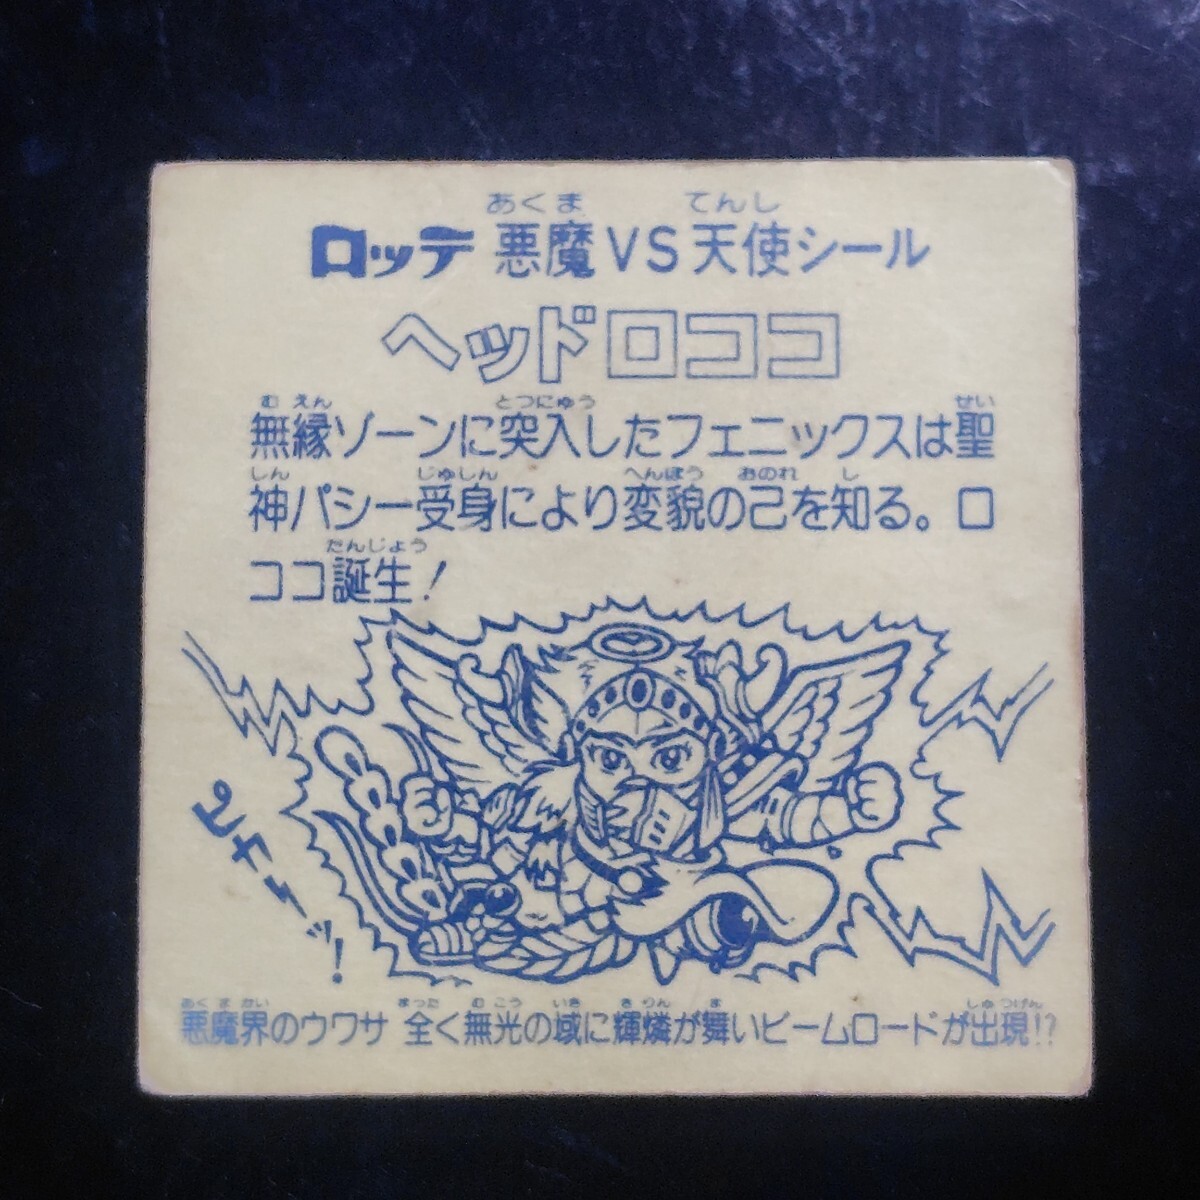 あくま てんし
ロッテ 悪魔VS天使シール
ヘッドロココ
むえん とつにゅう せい
無縁ゾーンに突入したフェニックスは聖
しん じゅしん へんぼう おのれ し
神パシー受身により変貌の己を知る。ロ
たんじょう
ココ誕生!
ピカーッ!
あくまかい まった むこう いき きりん ま しゅつげん
悪魔界のウワサ 全く無光の域に輝燐が舞いビームロードが出現!?